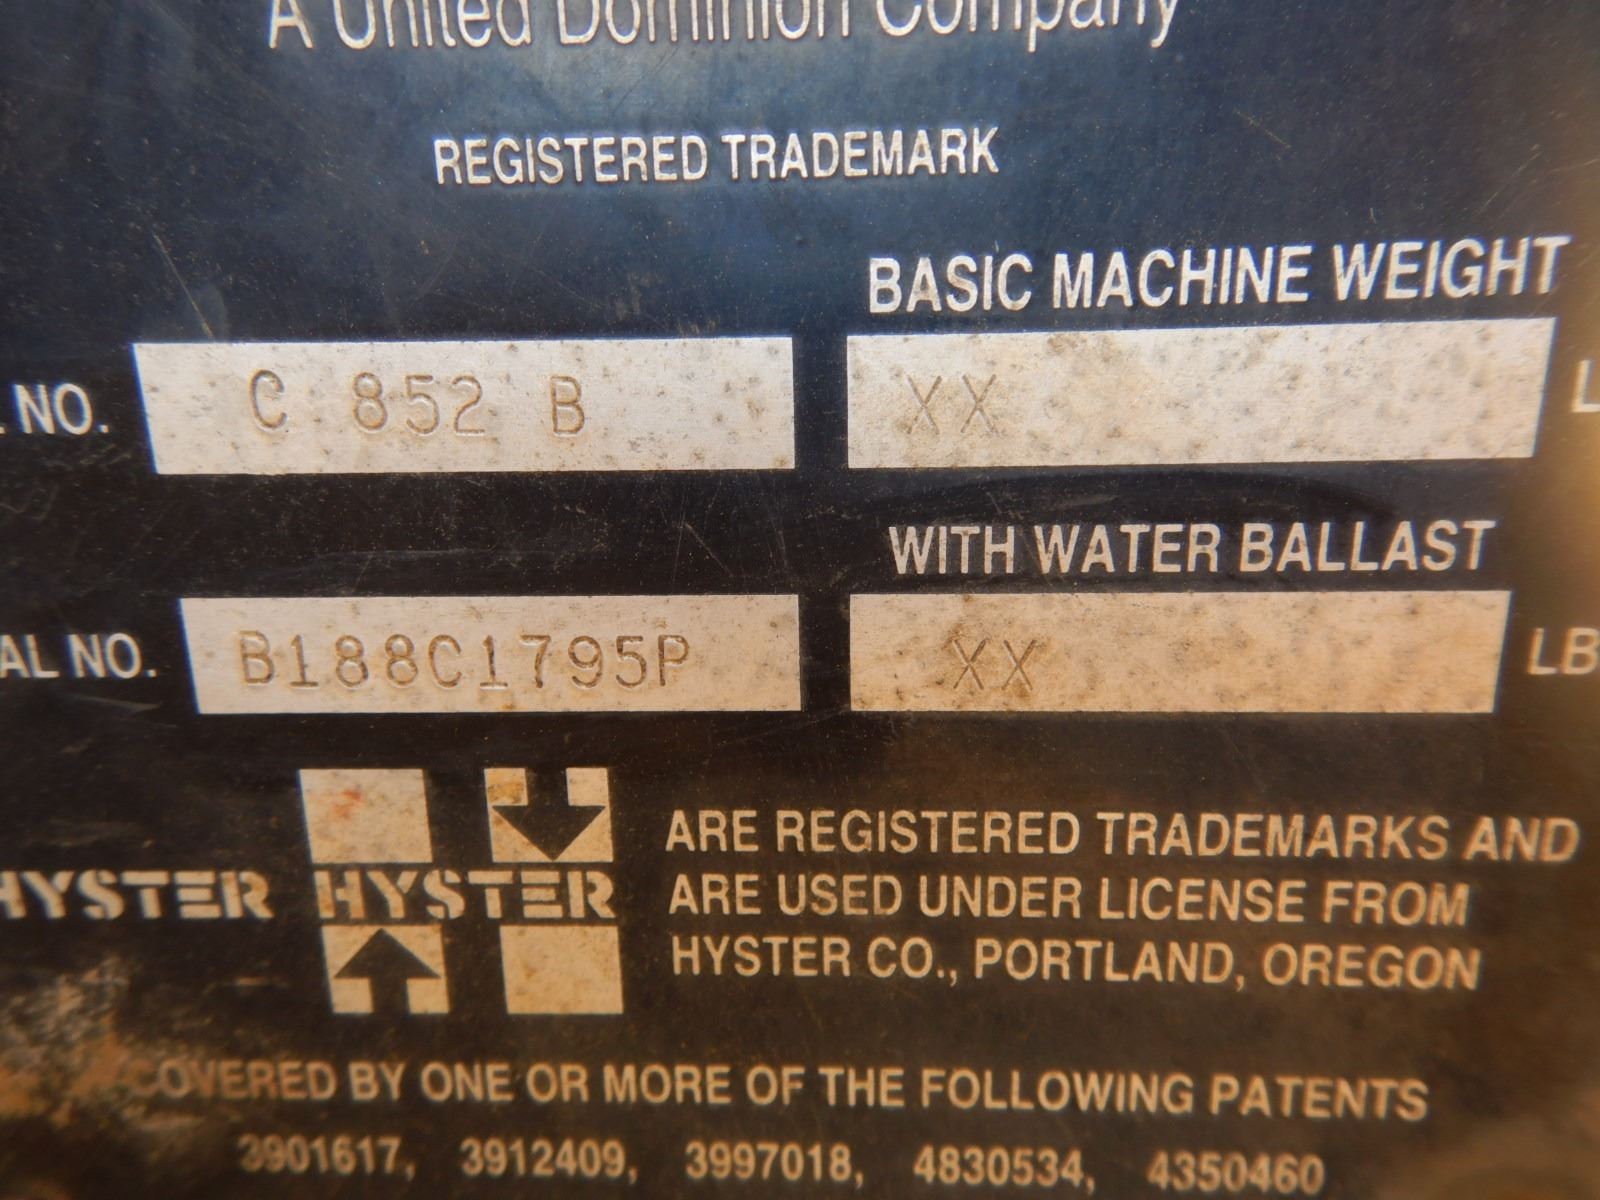 A United Dominion Company
REGISTERED TRADEMARK
BASIC MACHINE WEIGHT
NO. C 852 B XX
WITH WATER BALLAST
AL NO. B188C1795P XX LB
HYSTER HYSTER
ARE REGISTERED TRADEMARKS AND
ARE USED UNDER LICENSE FROM
HYSTER CO., PORTLAND, OREGON
COVERED BY ONE OR MORE OF THE FOLLOWING PATENTS
3901617, 3912409, 3997018, 4830534, 4350460